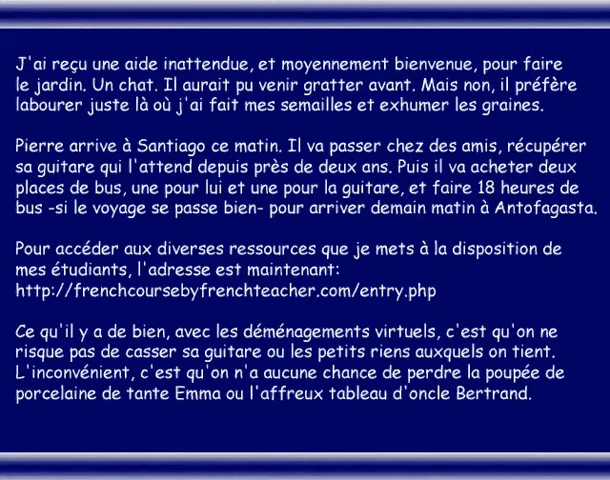 J'ai reçu une aide inattendue, et moyennement bienvenue, pour faire
le jardin. Un chat. Il aurait pu venir gratter avant. Mais non, il préfère
labourer juste là où j'ai fait mes semailles et exhumer les graines.
Pierre arrive à Santiago ce matin. Il va passer chez des amis, récupérer
sa guitare qui l'attend depuis près de deux ans. Puis il va acheter deux
places de bus, une pour lui et une pour la guitare, et faire 18 heures de
bus -si le voyage se passe bien- pour arriver demain matin à Antofagasta.
Pour accéder aux diverses ressources que je mets à la disposition de
mes étudiants, l'adresse est maintenant:
http://frenchcoursebyfrenchteacher.com/entry.php
Ce qu'il y a de bien, avec les déménagements virtuels, c'est qu'on ne
risque pas de casser sa guitare ou les petits riens auxquels on tient.
L'inconvénient, c'est qu'on n'a aucune chance de perdre la poupée de
porcelaine de tante Emma ou l'affreux tableau d'oncle Bertrand.